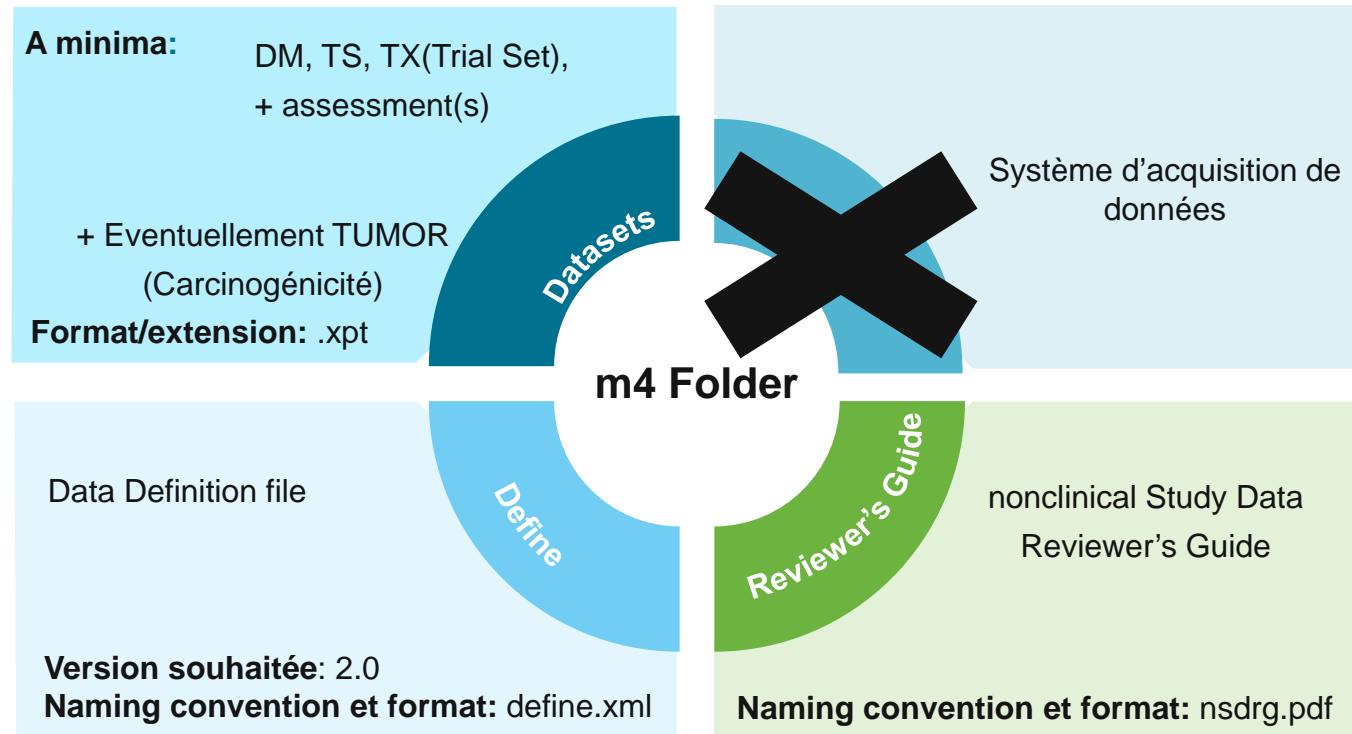 A minima:
DM, TS, TX(Trial Set),
+ assessment(s)
+ Eventuellement TUMOR
(Carcinogénicité)
Format/extension: .xpt
Datasets
Système d'acquisition de
données
m4 Folder
Data Definition file
Define
Version souhaitée: 2.0
Naming convention et format: define.xml
Reviewer's Guide
nonclinical Study Data
Reviewer's Guide
Naming convention et format: nsdrg.pdf